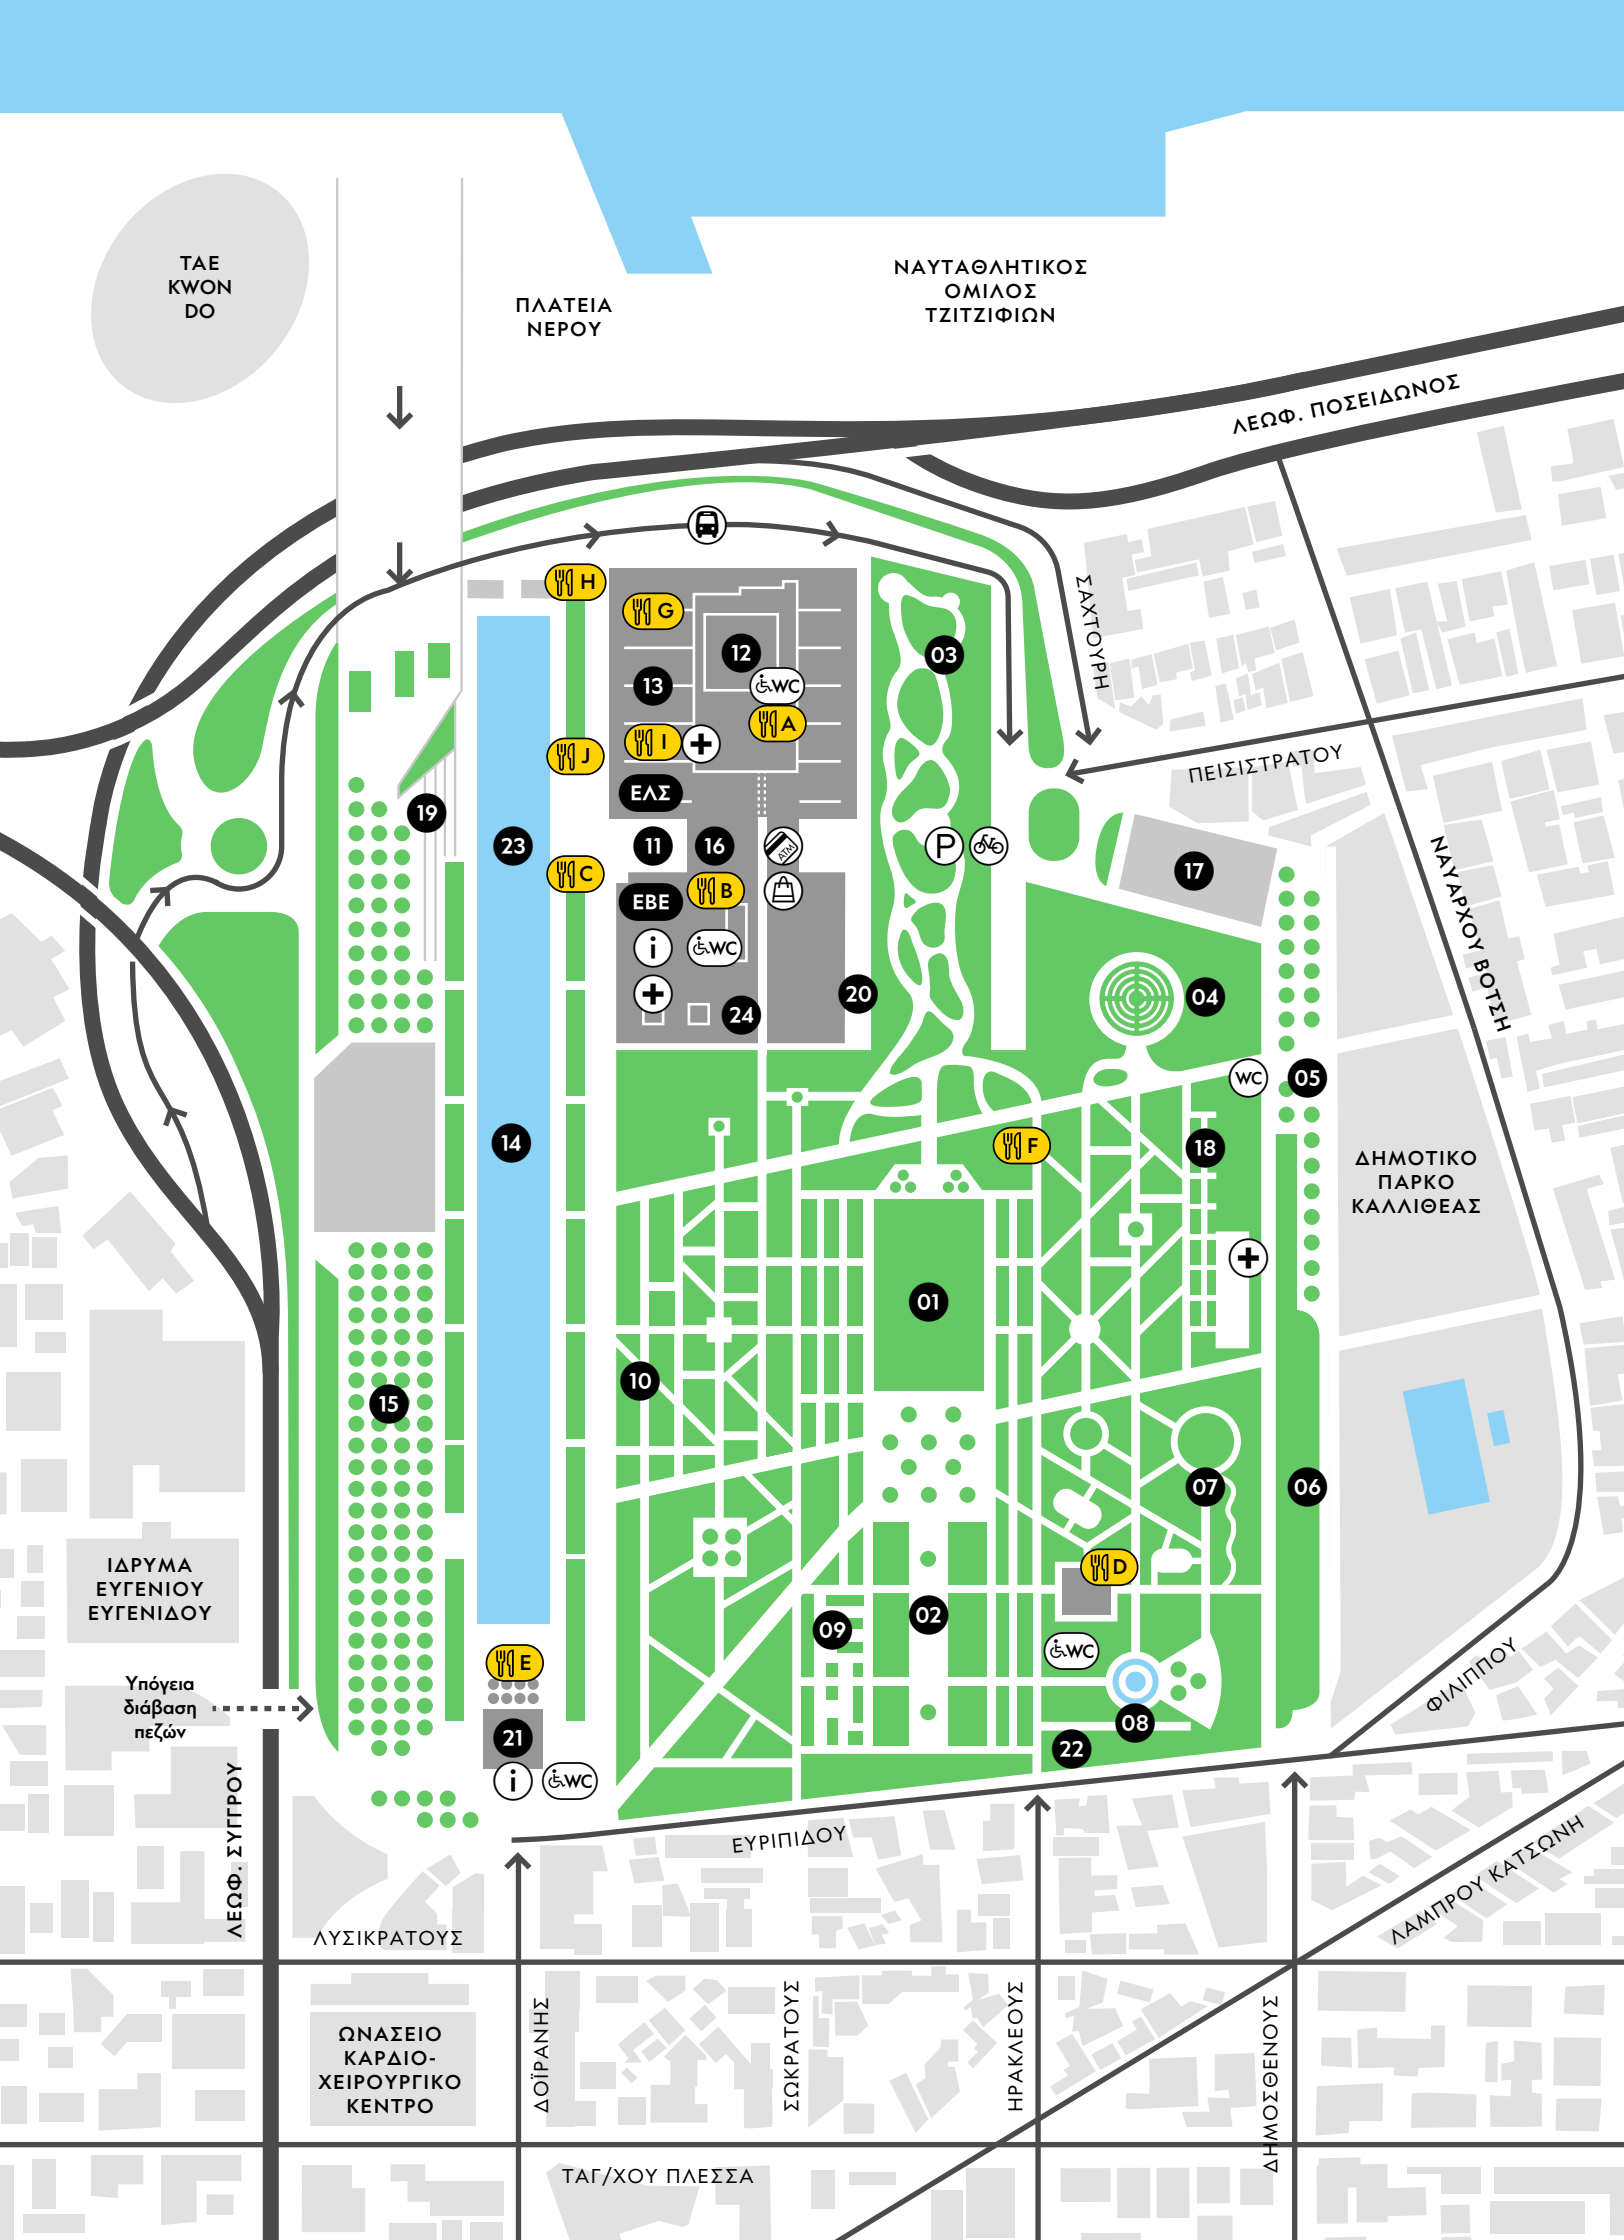 TAE
KWON
DO
ΠΛΑΤΕΙΑ
ΝΕΡΟΥ
ΝΑΥΤΑΘΛΗΤΙΚΟΣ
ΟΜΙΛΟΣ
ΤΖΙΤΖΙΦΙΩΝ
ΛΕΩΦ. ΠΟΣΕΙΔΩΝΟΣ
ΣΑΧΤΟΥΡΗ
H
G
12
03
13
WC
A
I
J
ΠΕΙΣΙΣΤΡΑΤΟΥ
ΕΛΣ
19
23
11
16
ATM
P
C
17
B
ΕΒΕ
ΝΑΥΑΡΧΟΥ ΒΟΤΣΗ
i
WC
20
04
24
WC
05
14
F
18
ΔΗΜΟΤΙΚΟ
ΠΑΡΚΟ
ΚΑΛΛΙΘΕΑΣ
01
10
15
07
06
D
ΙΔΡΥΜΑ
ΕΥΓΕΝΙΟΥ
ΕΥΓΕΝΙΔΟΥ
02
09
WC
E
ΦΙΛΙΠΠΟΥ
Υπόγεια
διάβαση
πεζών
08
21
22
i
WC
ΛΕΩΦ. ΣΥΓΓΡΟΥ
ΕΥΡΙΠΙΔΟΥ
ΛΑΜΠΡΟΥ ΚΑΤΣΩΝΗ
ΛΥΣΙΚΡΑΤΟΥΣ
ΩΝΑΣΕΙΟ
ΚΑΡΔΙΟ-
ΧΕΙΡΟΥΡΓΙΚΟ
ΚΕΝΤΡΟ
ΔΟΪΡΑΝΗΣ
ΣΩΚΡΑΤΟΥΣ
ΗΡΑΚΛΕΟΥΣ
ΔΗΜΟΣΘΕΝΟΥΣ
ΤΑΓ/ΧΟΥ ΠΛΕΣΣΑ